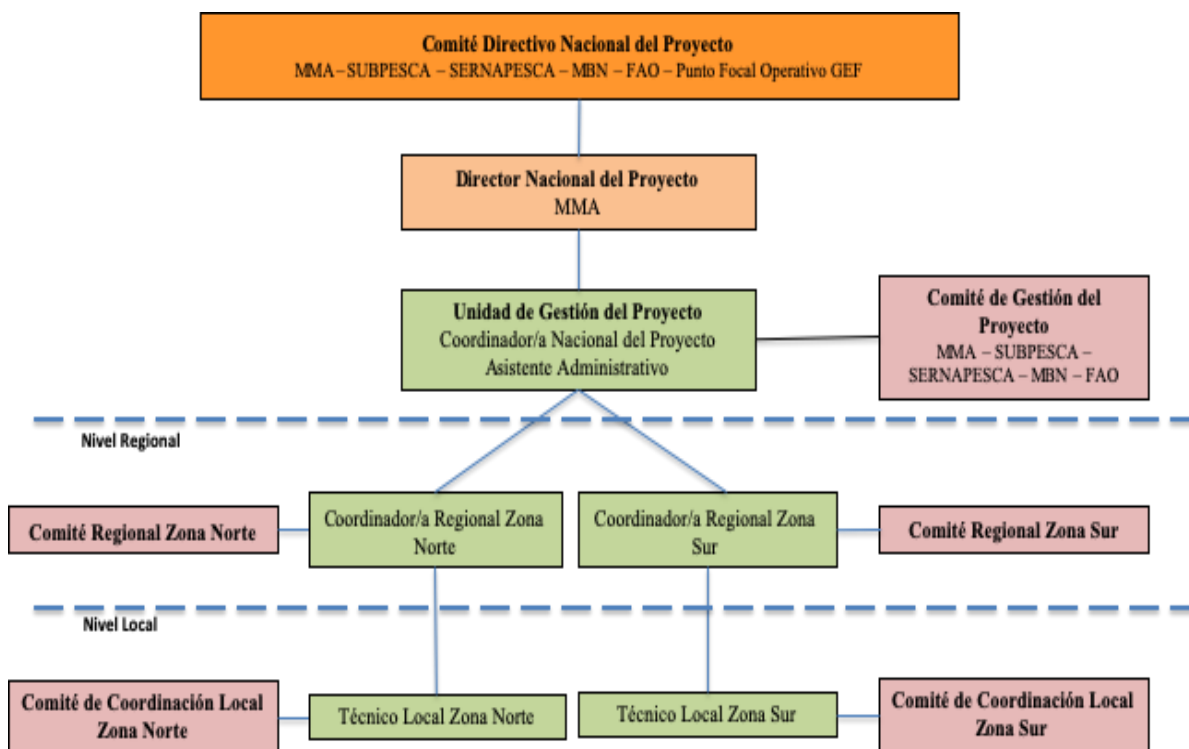 Comité Directivo Nacional del Proyecto
MMA – SUBPESCA – SERNAPESCA – MBN – FAO – Punto Focal Operativo GEF
Director Nacional del Proyecto
MMA
Unidad de Gestión del Proyecto
Coordinador/a Nacional del Proyecto
Asistente Administrativo
Comité de Gestión del
Proyecto
MMA – SUBPESCA –
SERNAPESCA – MBN – FAO
Nivel Regional
Comité Regional Zona Norte
Coordinador/a Regional Zona
Norte
Coordinador/a Regional Zona
Sur
Comité Regional Zona Sur
Nivel Local
Comité de Coordinación Local
Zona Norte
Técnico Local Zona Norte
Técnico Local Zona Sur
Comité de Coordinación Local
Zona Sur